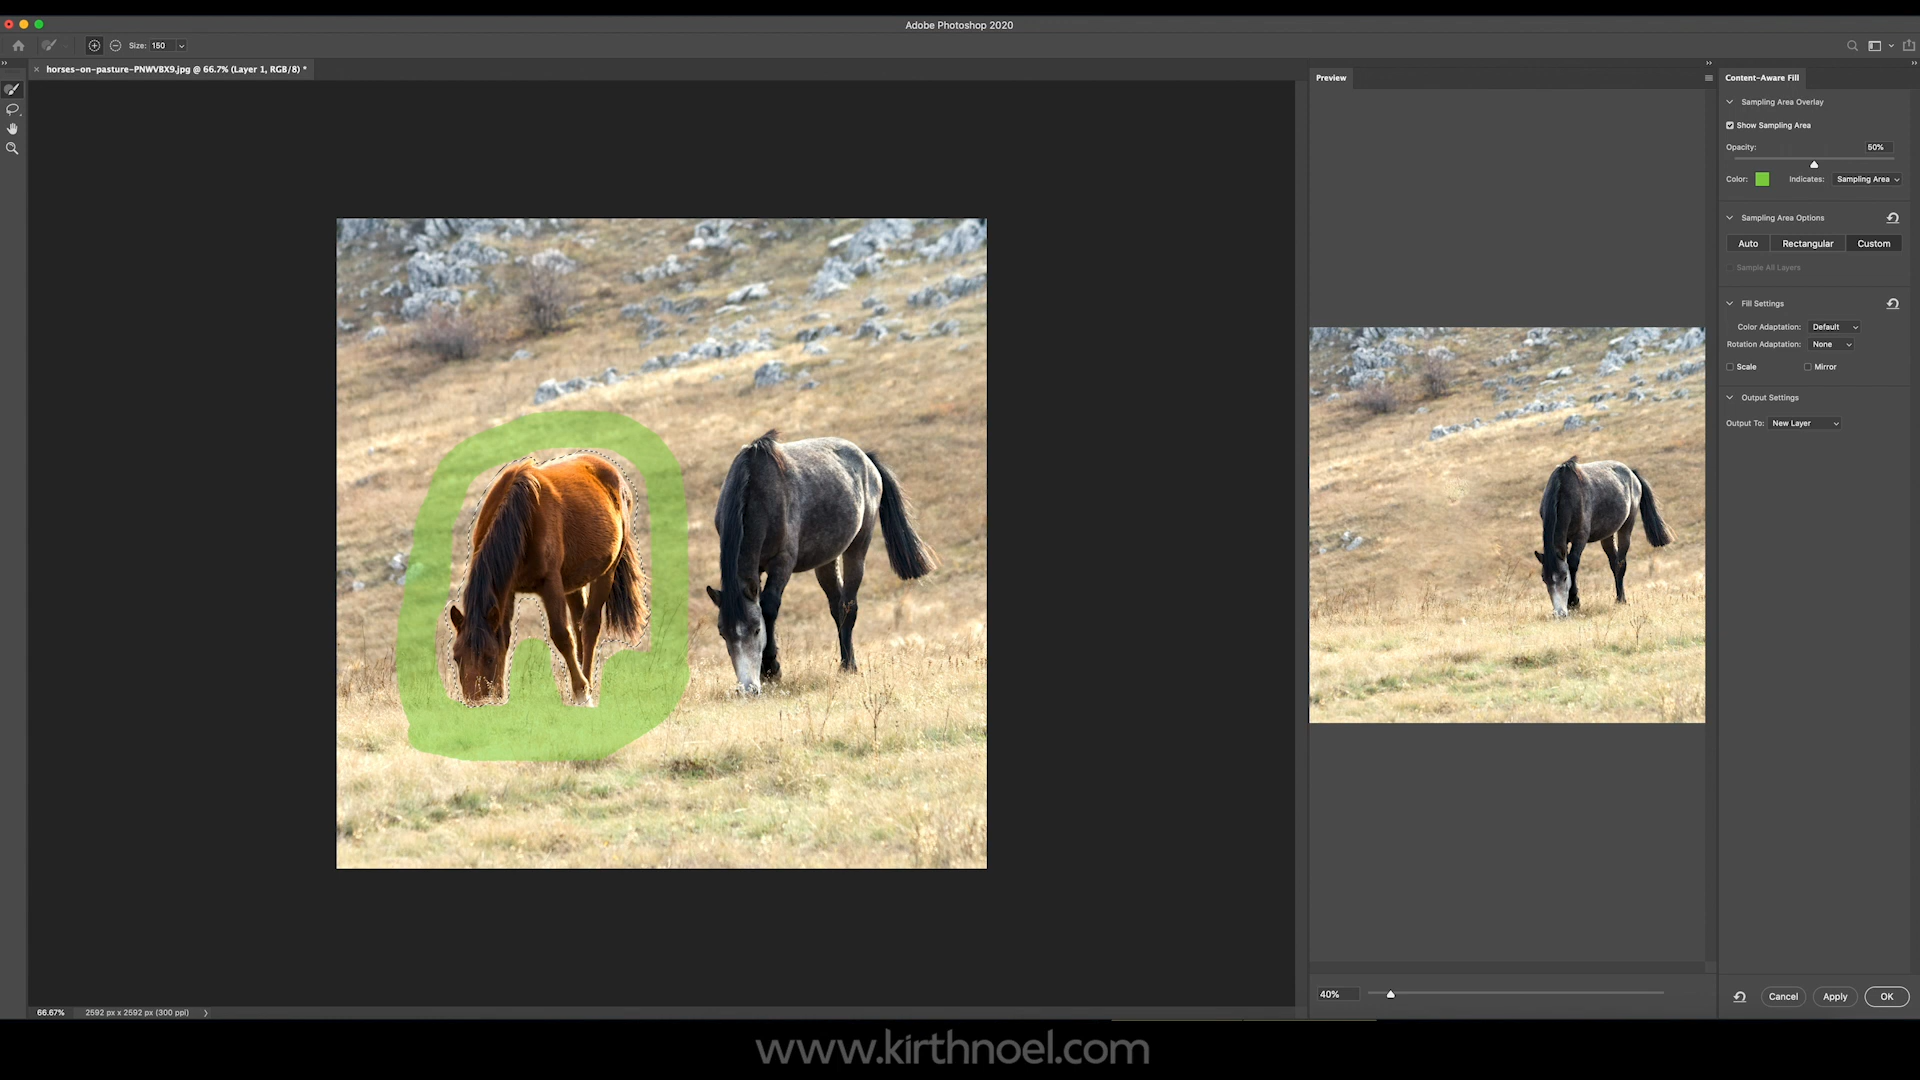 Adobe Photoshop 2020
Size: 150
horses-on-pasture-PNWVBX9.jpg @ 66.7% (Layer 1, RGB/8) *
Preview
Content-Aware Fill
Sampling Area Overlay
Show Sampling Area
Opacity: 50%
Color: Indicates: Sampling Area
Sampling Area Options
Auto Rectangular Custom
Sample All Layers
Fill Settings
Color Adaptation: Default
Rotation Adaptation: None
Scale Mirror
Output Settings
Output To: New Layer
40%
Cancel Apply OK
66.67% 2592 px x 2592 px (300 ppi)
www.kirthnoel.com